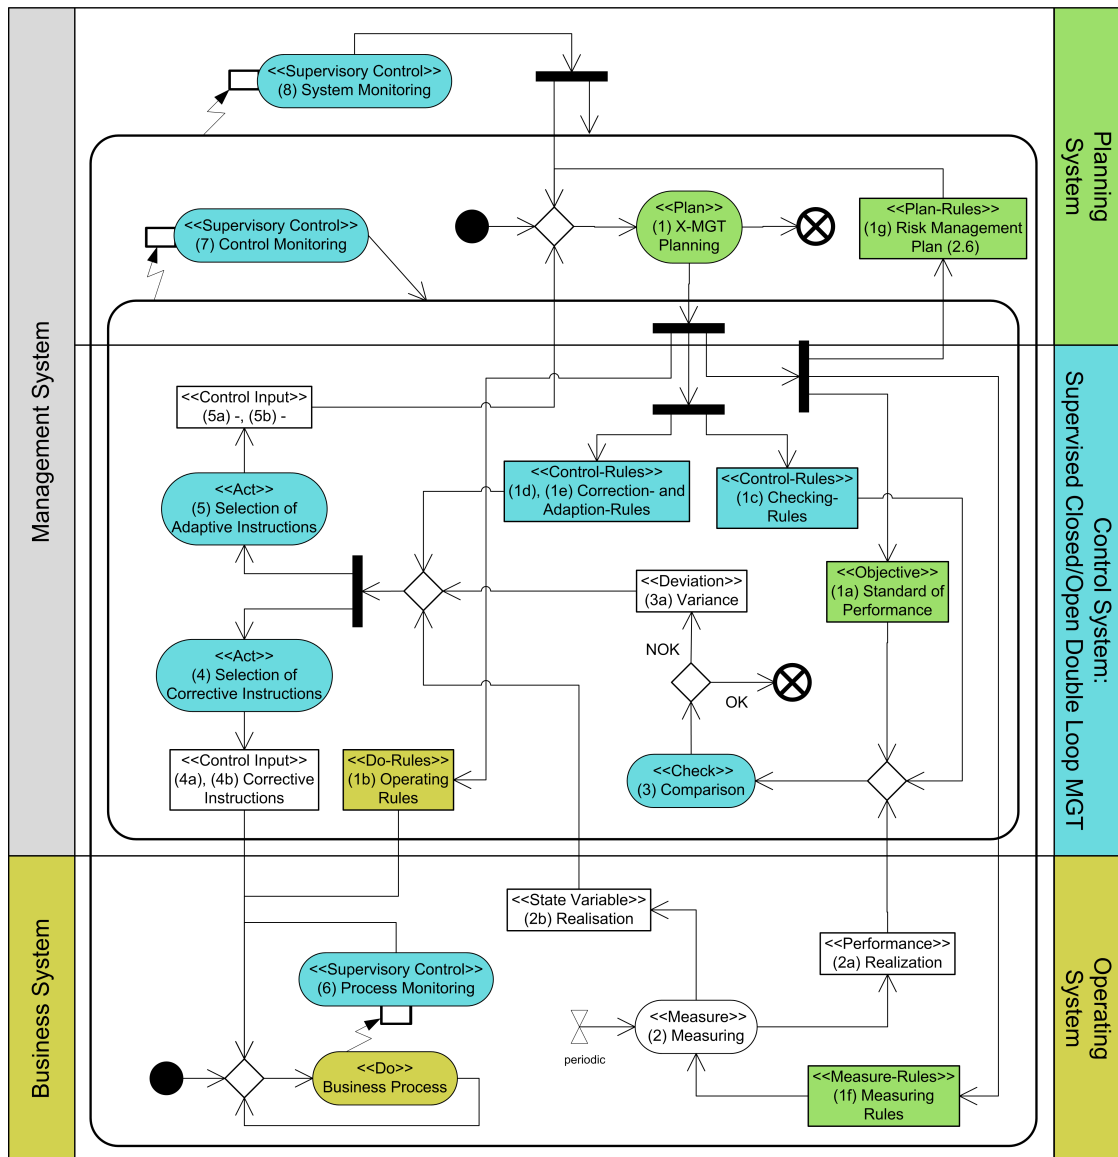 <<Supervisory Control>>
(8) System Monitoring
Planning
System
<<Supervisory Control>>
(7) Control Monitoring
<<Plan>>
(1) X-MGT
Planning
<<Plan-Rules>>
(1g) Risk Management
Plan (2.6)
Management System
Control System:
Supervised Closed/Open Double Loop MGT
<<Control Input>>
(5a) -, (5b) -
<<Act>>
(5) Selection of
Adaptive Instructions
<<Control-Rules>>
(1d), (1e) Correction- and
Adaption-Rules
<<Control-Rules>>
(1c) Checking-
Rules
<<Deviation>>
(3a) Variance
<<Objective>>
(1a) Standard of
Performance
NOK
OK
<<Act>>
(4) Selection of
Corrective Instructions
<<Control Input>>
(4a), (4b) Corrective
Instructions
<<Do-Rules>>
(1b) Operating
Rules
<<Check>>
(3) Comparison
Business System
Operating
System
<<State Variable>>
(2b) Realisation
<<Performance>>
(2a) Realization
<<Supervisory Control>>
(6) Process Monitoring
<<Measure>>
(2) Measuring
periodic
<<Do>>
Business Process
<<Measure-Rules>>
(1f) Measuring
Rules